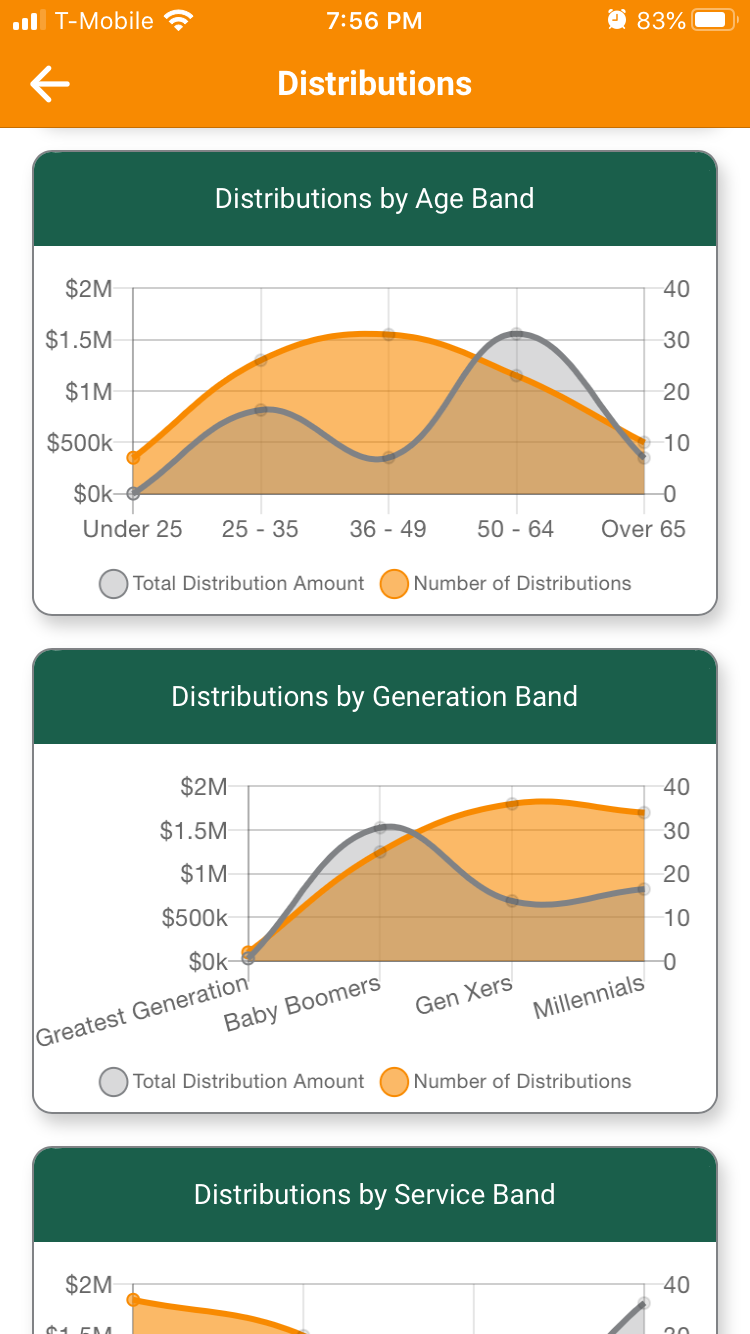 T-Mobile 7:56 PM 83%
Distributions
Distributions by Age Band
$2M 40
$1.5M 30
$1M 20
$500k 10
$0k 0
Under 25 25 - 35 36 - 49 50 - 64 Over 65
Total Distribution Amount Number of Distributions
Distributions by Generation Band
$2M 40
$1.5M 30
$1M 20
$500k 10
$0k 0
Greatest Generation Baby Boomers Gen Xers Millennials
Total Distribution Amount Number of Distributions
Distributions by Service Band
$2M 40
$1.5M 30